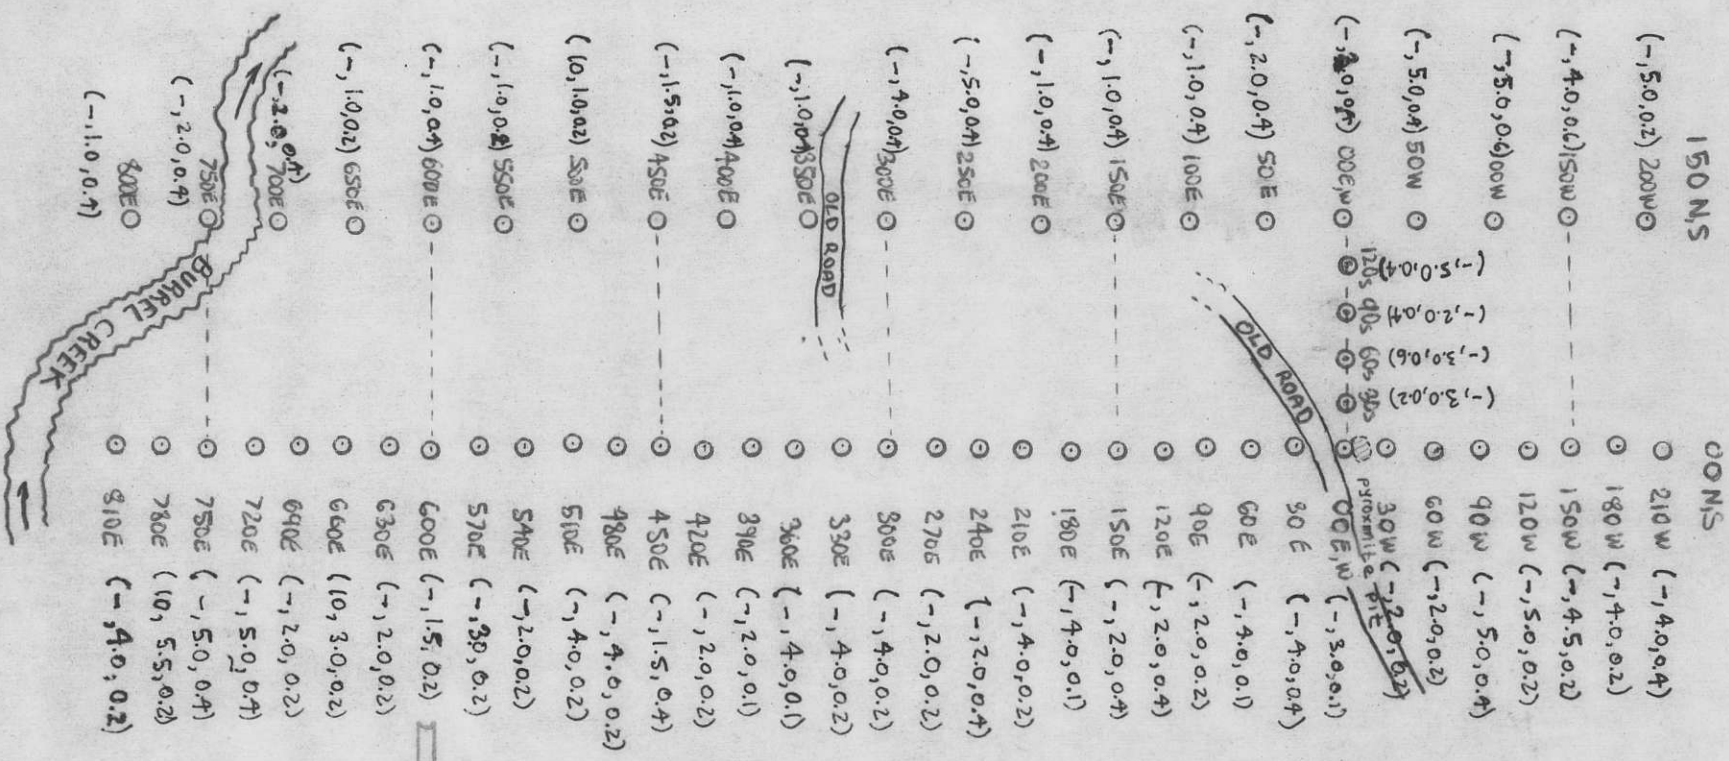 150 N,S
(-, 5.0, 0.2) 200W
(-, 4.0, 0.6) 150W
(-, 5.0, 0.6) 00W
(-, 5.0, 0.4) 50W
00E,W
(-, 2.0, 0.4) 50E
(-, 1.0, 0.4) 100E
(-, 1.0, 0.4) 150E
(-, 1.0, 0.4) 200E
(-, 5.0, 0.4) 250E
(-, 4.0, 0.4) 300E
(-, 1.0, 0.4) 350E
(-, 1.0, 0.4) 400E
(-, 1.5, 0.2) 450E
(10, 1.0, 0.2) 500E
(-, 1.0, 0.2) 550E
(-, 1.0, 0.4) 600E
(-, 1.0, 0.2) 650E
(-, 2.0, 0.4) 700E
(-, 2.0, 0.4) 750E
(-, 1.0, 0.4) 800E
120S (-, 5.0, 0.4)
90S (-, 2.0, 0.4)
60S (-, 3.0, 0.6)
30S (-, 3.0, 0.2)
OLD ROAD
OLD ROAD
BURREL CREEK
pyroxmite pit
00 N,S
210W (-, 4.0, 0.4)
180W (-, 4.0, 0.2)
150W (-, 4.5, 0.2)
120W (-, 5.0, 0.2)
90W (-, 5.0, 0.4)
60W (-, 2.0, 0.2)
30W (-, 2.0, 0.2)
00E,W (-, 3.0, 0.1)
30E (-, 4.0, 0.4)
60E (-, 4.0, 0.1)
90E (-, 2.0, 0.2)
120E (-, 2.0, 0.4)
150E (-, 2.0, 0.4)
180E (-, 4.0, 0.1)
210E (-, 4.0, 0.2)
240E (-, 2.0, 0.4)
270E (-, 2.0, 0.2)
300E (-, 4.0, 0.2)
330E (-, 4.0, 0.2)
360E (-, 4.0, 0.1)
390E (-, 2.0, 0.1)
420E (-, 2.0, 0.2)
450E (-, 1.5, 0.4)
480E (-, 4.0, 0.2)
510E (-, 4.0, 0.2)
540E (-, 2.0, 0.2)
570E (-, 3.0, 0.2)
600E (-, 1.5, 0.2)
630E (-, 2.0, 0.2)
660E (10, 3.0, 0.2)
690E (-, 2.0, 0.2)
720E (-, 5.0, 0.4)
750E (-, 5.0, 0.4)
780E (10, 5.5, 0.2)
810E (-, 4.0, 0.2)